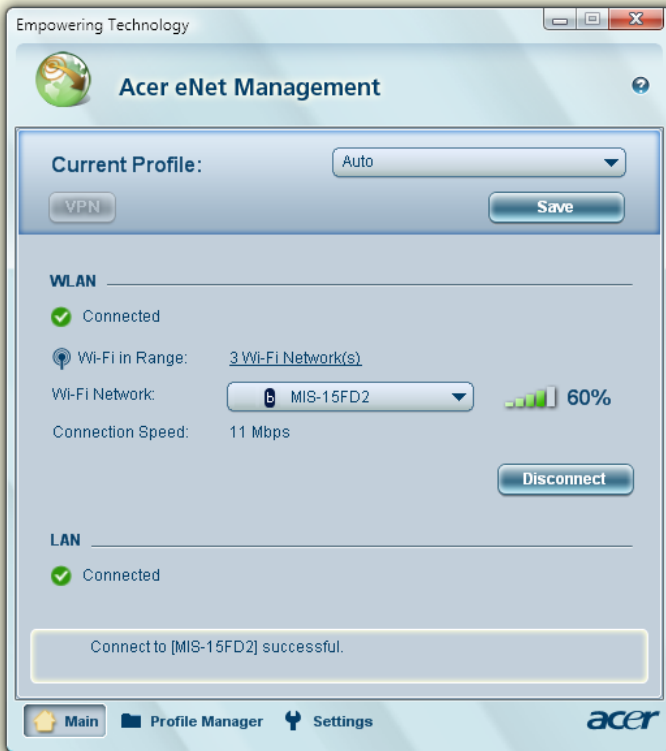 Empowering Technology
Acer eNet Management
Current Profile:
Auto
VPN
Save
WLAN
Connected
Wi-Fi in Range:
3 Wi-Fi Network(s)
Wi-Fi Network:
b MIS-15FD2
60%
Connection Speed:
11 Mbps
Disconnect
LAN
Connected
Connect to [MIS-15FD2] successful.
Main
Profile Manager
Settings
acer